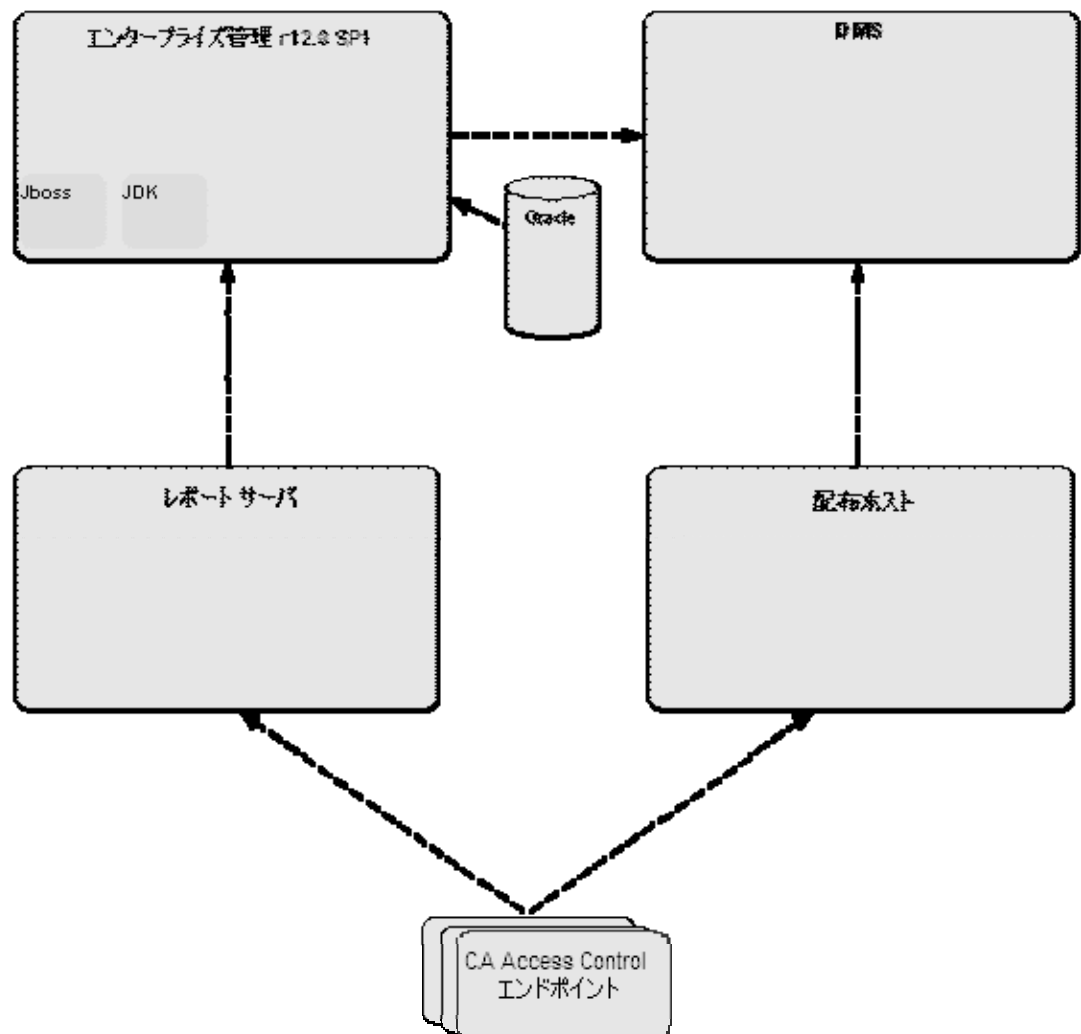 エンタープライズ管理 r12.0 SP1
DMS
Jboss
JDK
Oracle
レポート サーバ
配布ホスト
CA Access Control
エンドポイント